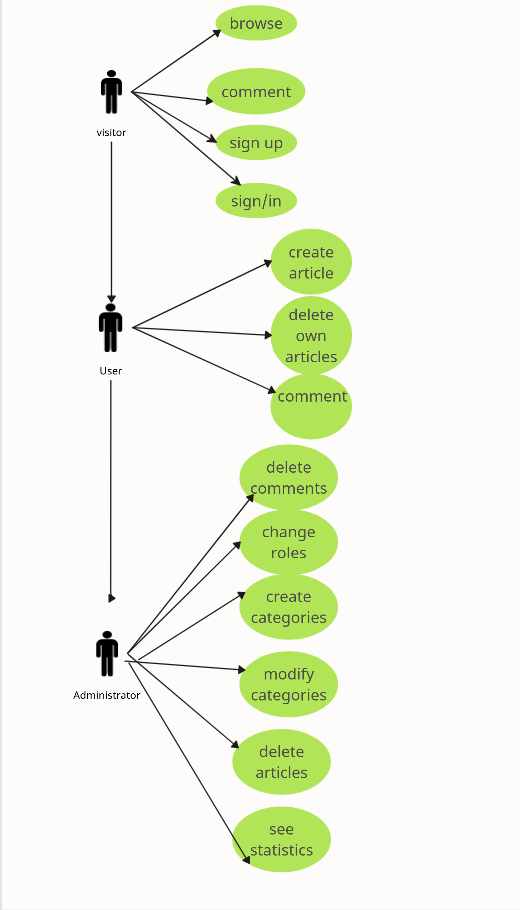 browse
comment
visitor
sign up
sign/in
create
article
delete
own
articles
User
comment
delete
comments
change
roles
create
categories
Administrator
modify
categories
delete
articles
see
statistics